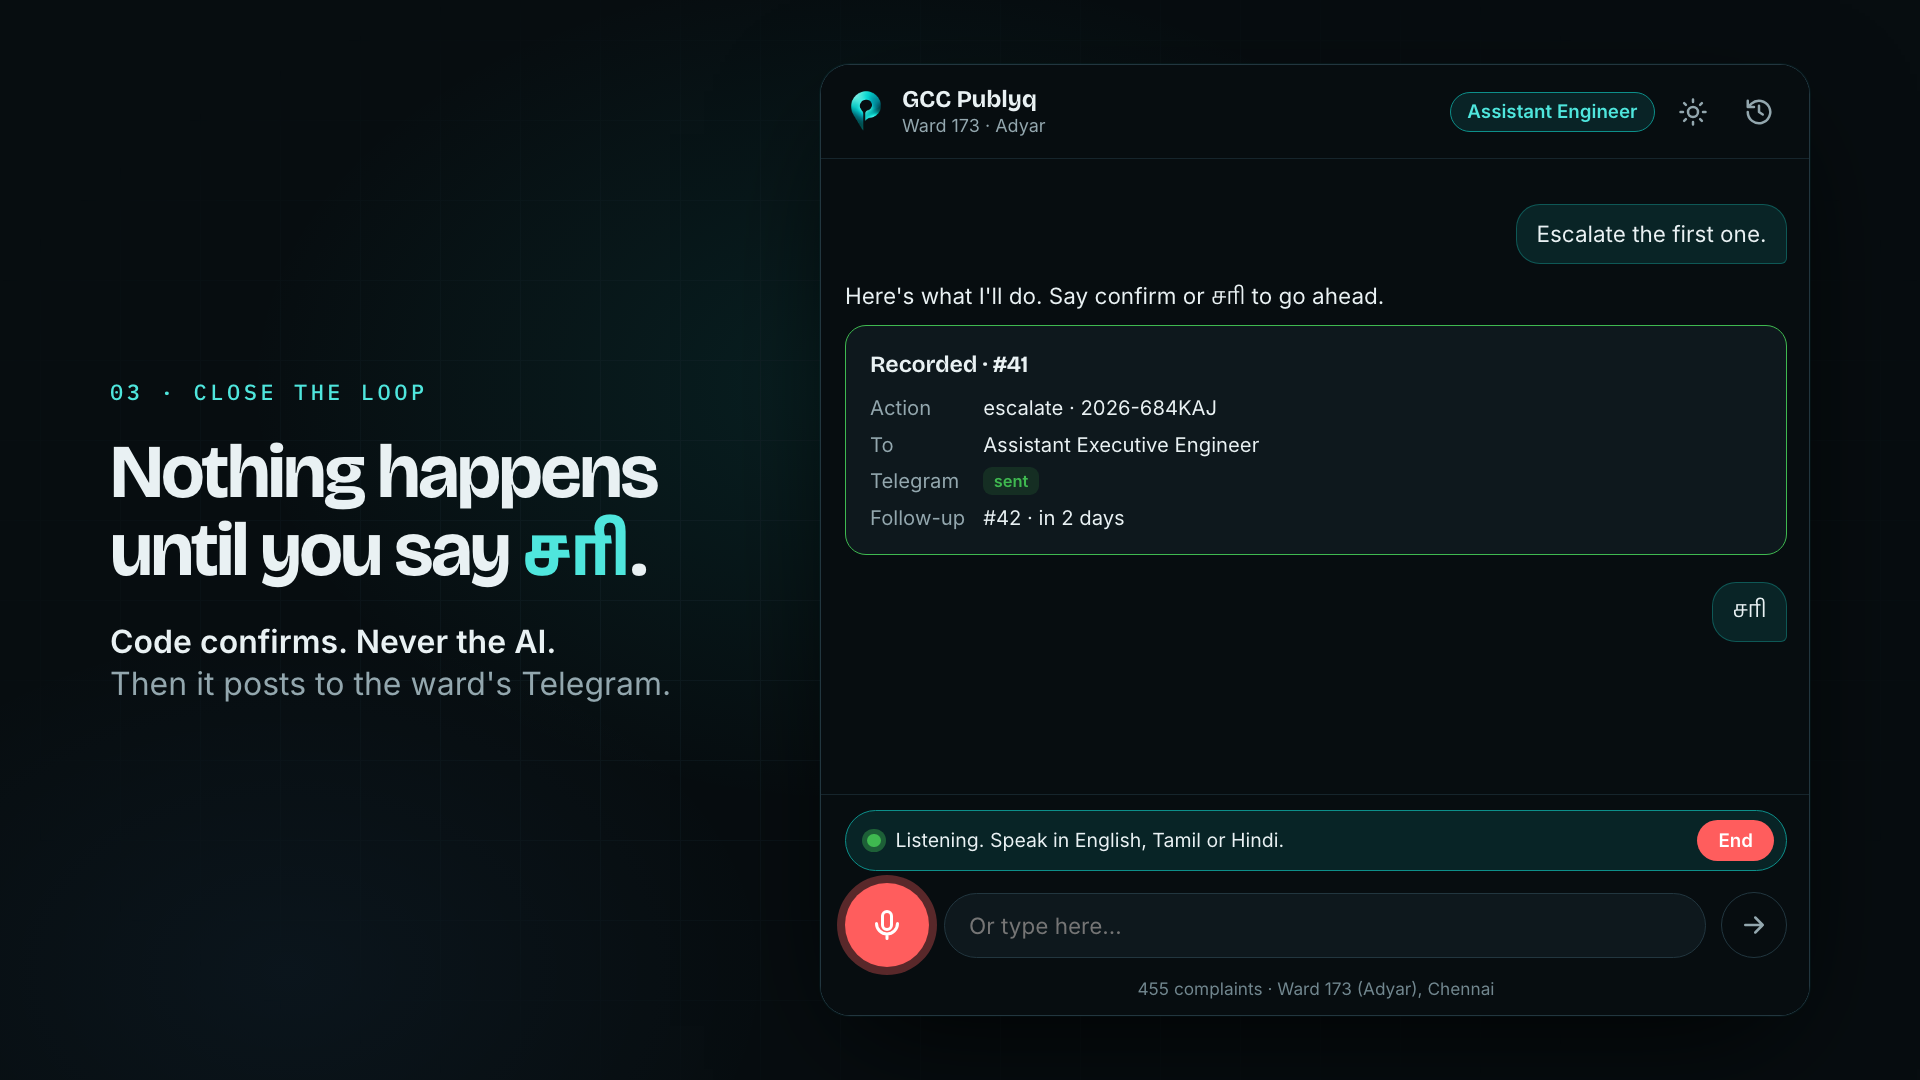 03 · CLOSE THE LOOP
Nothing happens
until you say சரி.
Code confirms. Never the AI.
Then it posts to the ward's Telegram.
GCC Publyq
Ward 173 · Adyar
Assistant Engineer
Escalate the first one.
Here's what I'll do. Say confirm or சரி to go ahead.
Recorded · #41
Action escalate · 2026-684KAJ
To Assistant Executive Engineer
Telegram sent
Follow-up #42 · in 2 days
சரி
Listening. Speak in English, Tamil or Hindi.
End
Or type here...
455 complaints · Ward 173 (Adyar), Chennai